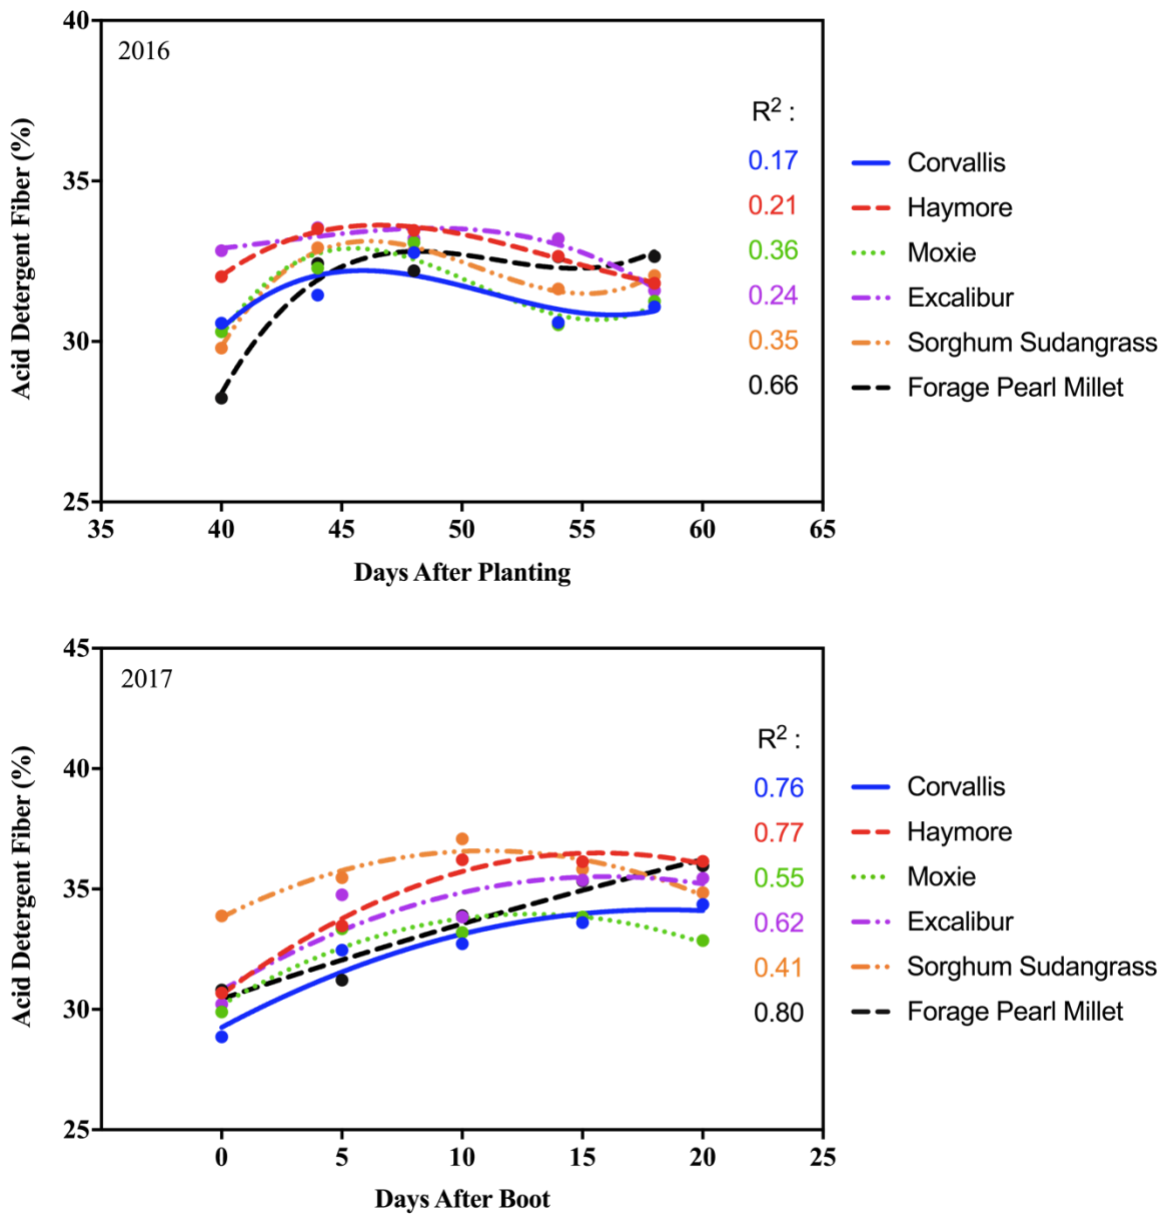 40
2016
35
30
25
Acid Detergent Fiber (%)
R² :
0.17
0.21
0.36
0.24
0.35
0.66
Corvallis
Haymore
Moxie
Excalibur
Sorghum Sudangrass
Forage Pearl Millet
35 40 45 50 55 60 65
Days After Planting
45
2017
40
35
30
25
Acid Detergent Fiber (%)
R² :
0.76
0.77
0.55
0.62
0.41
0.80
Corvallis
Haymore
Moxie
Excalibur
Sorghum Sudangrass
Forage Pearl Millet
0 5 10 15 20 25
Days After Boot